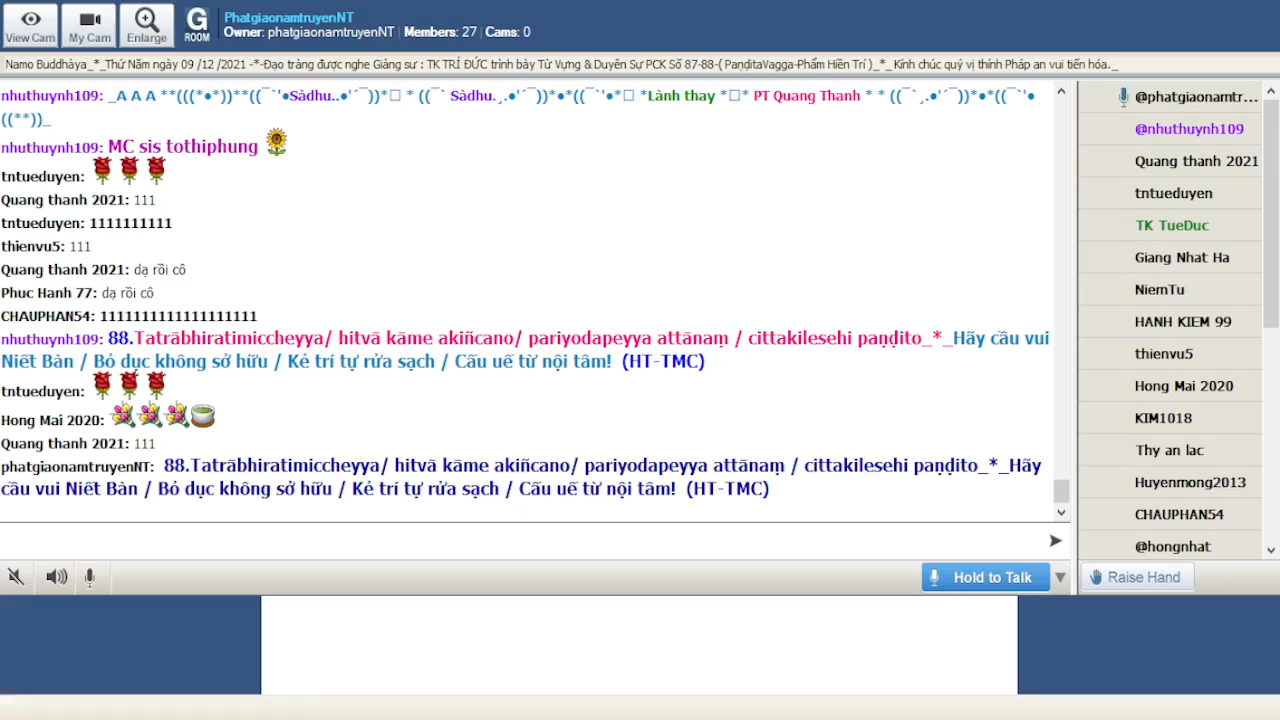 View Cam
My Cam
Enlarge
G
ROOM
PhatgiaonamtruyenNT
Owner: phatgiaonamtruyenNT | Members: 27 | Cams: 0
Namo Buddhàya_*_Thứ Năm ngày 09 /12 /2021 -*-Đạo tràng được nghe Giảng sư : TK TRÍ ĐỨC trình bày Từ Vựng & Duyên Sự PCK Số 87-88-( PaṇḍitaVagga-Phẩm Hiền Trí )_*_ Kính chúc quý vị thính Pháp an vui tiến hóa._
nhuthuynh109: _A A A **(((*•*))**((¯`'•Sàdhu..•'´¯))*□ * ((¯` Sàdhu.¸.•'´¯))*•*((¯`'•*□ *Lành thay *□* PT Quang Thanh * * ((¯`¸.•'´¯))*•*((¯`'•
((**))_
nhuthuynh109: MC sis tothiphung
tntueduyen:
Quang thanh 2021: 111
tntueduyen: 1111111111
thienvu5: 111
Quang thanh 2021: dạ rồi cô
Phuc Hanh 77: dạ rồi cô
CHAUPHAN54: 1111111111111111111
nhuthuynh109: 88.Tatrābhiratimiccheyya/ hitvā kāme akiñcano/ pariyodapeyya attānaṃ / cittakilesehi paṇḍito_*_Hãy cầu vui
Niết Bàn / Bỏ dục không sở hữu / Kẻ trí tự rửa sạch / Cấu uế từ nội tâm! (HT-TMC)
tntueduyen:
Hong Mai 2020:
Quang thanh 2021: 111
phatgiaonamtruyenNT: 88.Tatrābhiratimiccheyya/ hitvā kāme akiñcano/ pariyodapeyya attānaṃ / cittakilesehi paṇḍito_*_Hãy
cầu vui Niết Bàn / Bỏ dục không sở hữu / Kẻ trí tự rửa sạch / Cấu uế từ nội tâm! (HT-TMC)
Hold to Talk
@phatgiaonamtr...
@nhuthuynh109
Quang thanh 2021
tntueduyen
TK TueDuc
Giang Nhat Ha
NiemTu
HANH KIEM 99
thienvu5
Hong Mai 2020
KIM1018
Thy an lac
Huyenmong2013
CHAUPHAN54
@hongnhat
Raise Hand